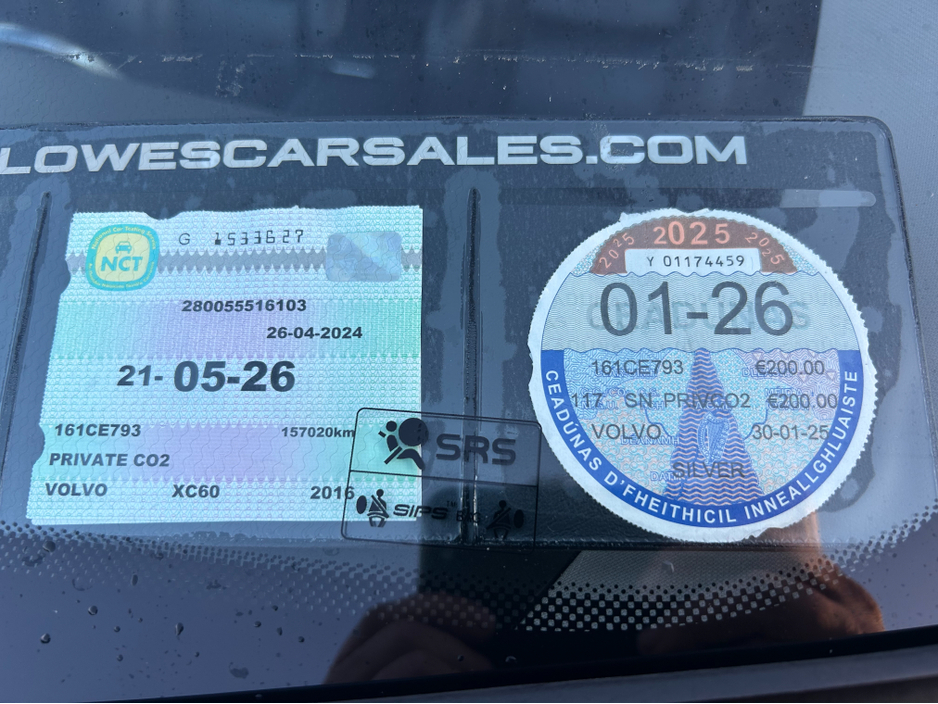 LOWESCARSALES.COM
NCT
G 1533627
280055516103
26-04-2024
21- 05-26
161CE793 157020km
PRIVATE CO2
VOLVO XC60 2016
SRS
SIPS
2025 2025 2025
Y 01174459
01-26
161CE793 €200.00
117 SN PRIVCO2 €200.00
VOLVO 30-01-25
SILVER
CEADÚNAS D'FHEITHICIL INNEALLGHLUAISTE